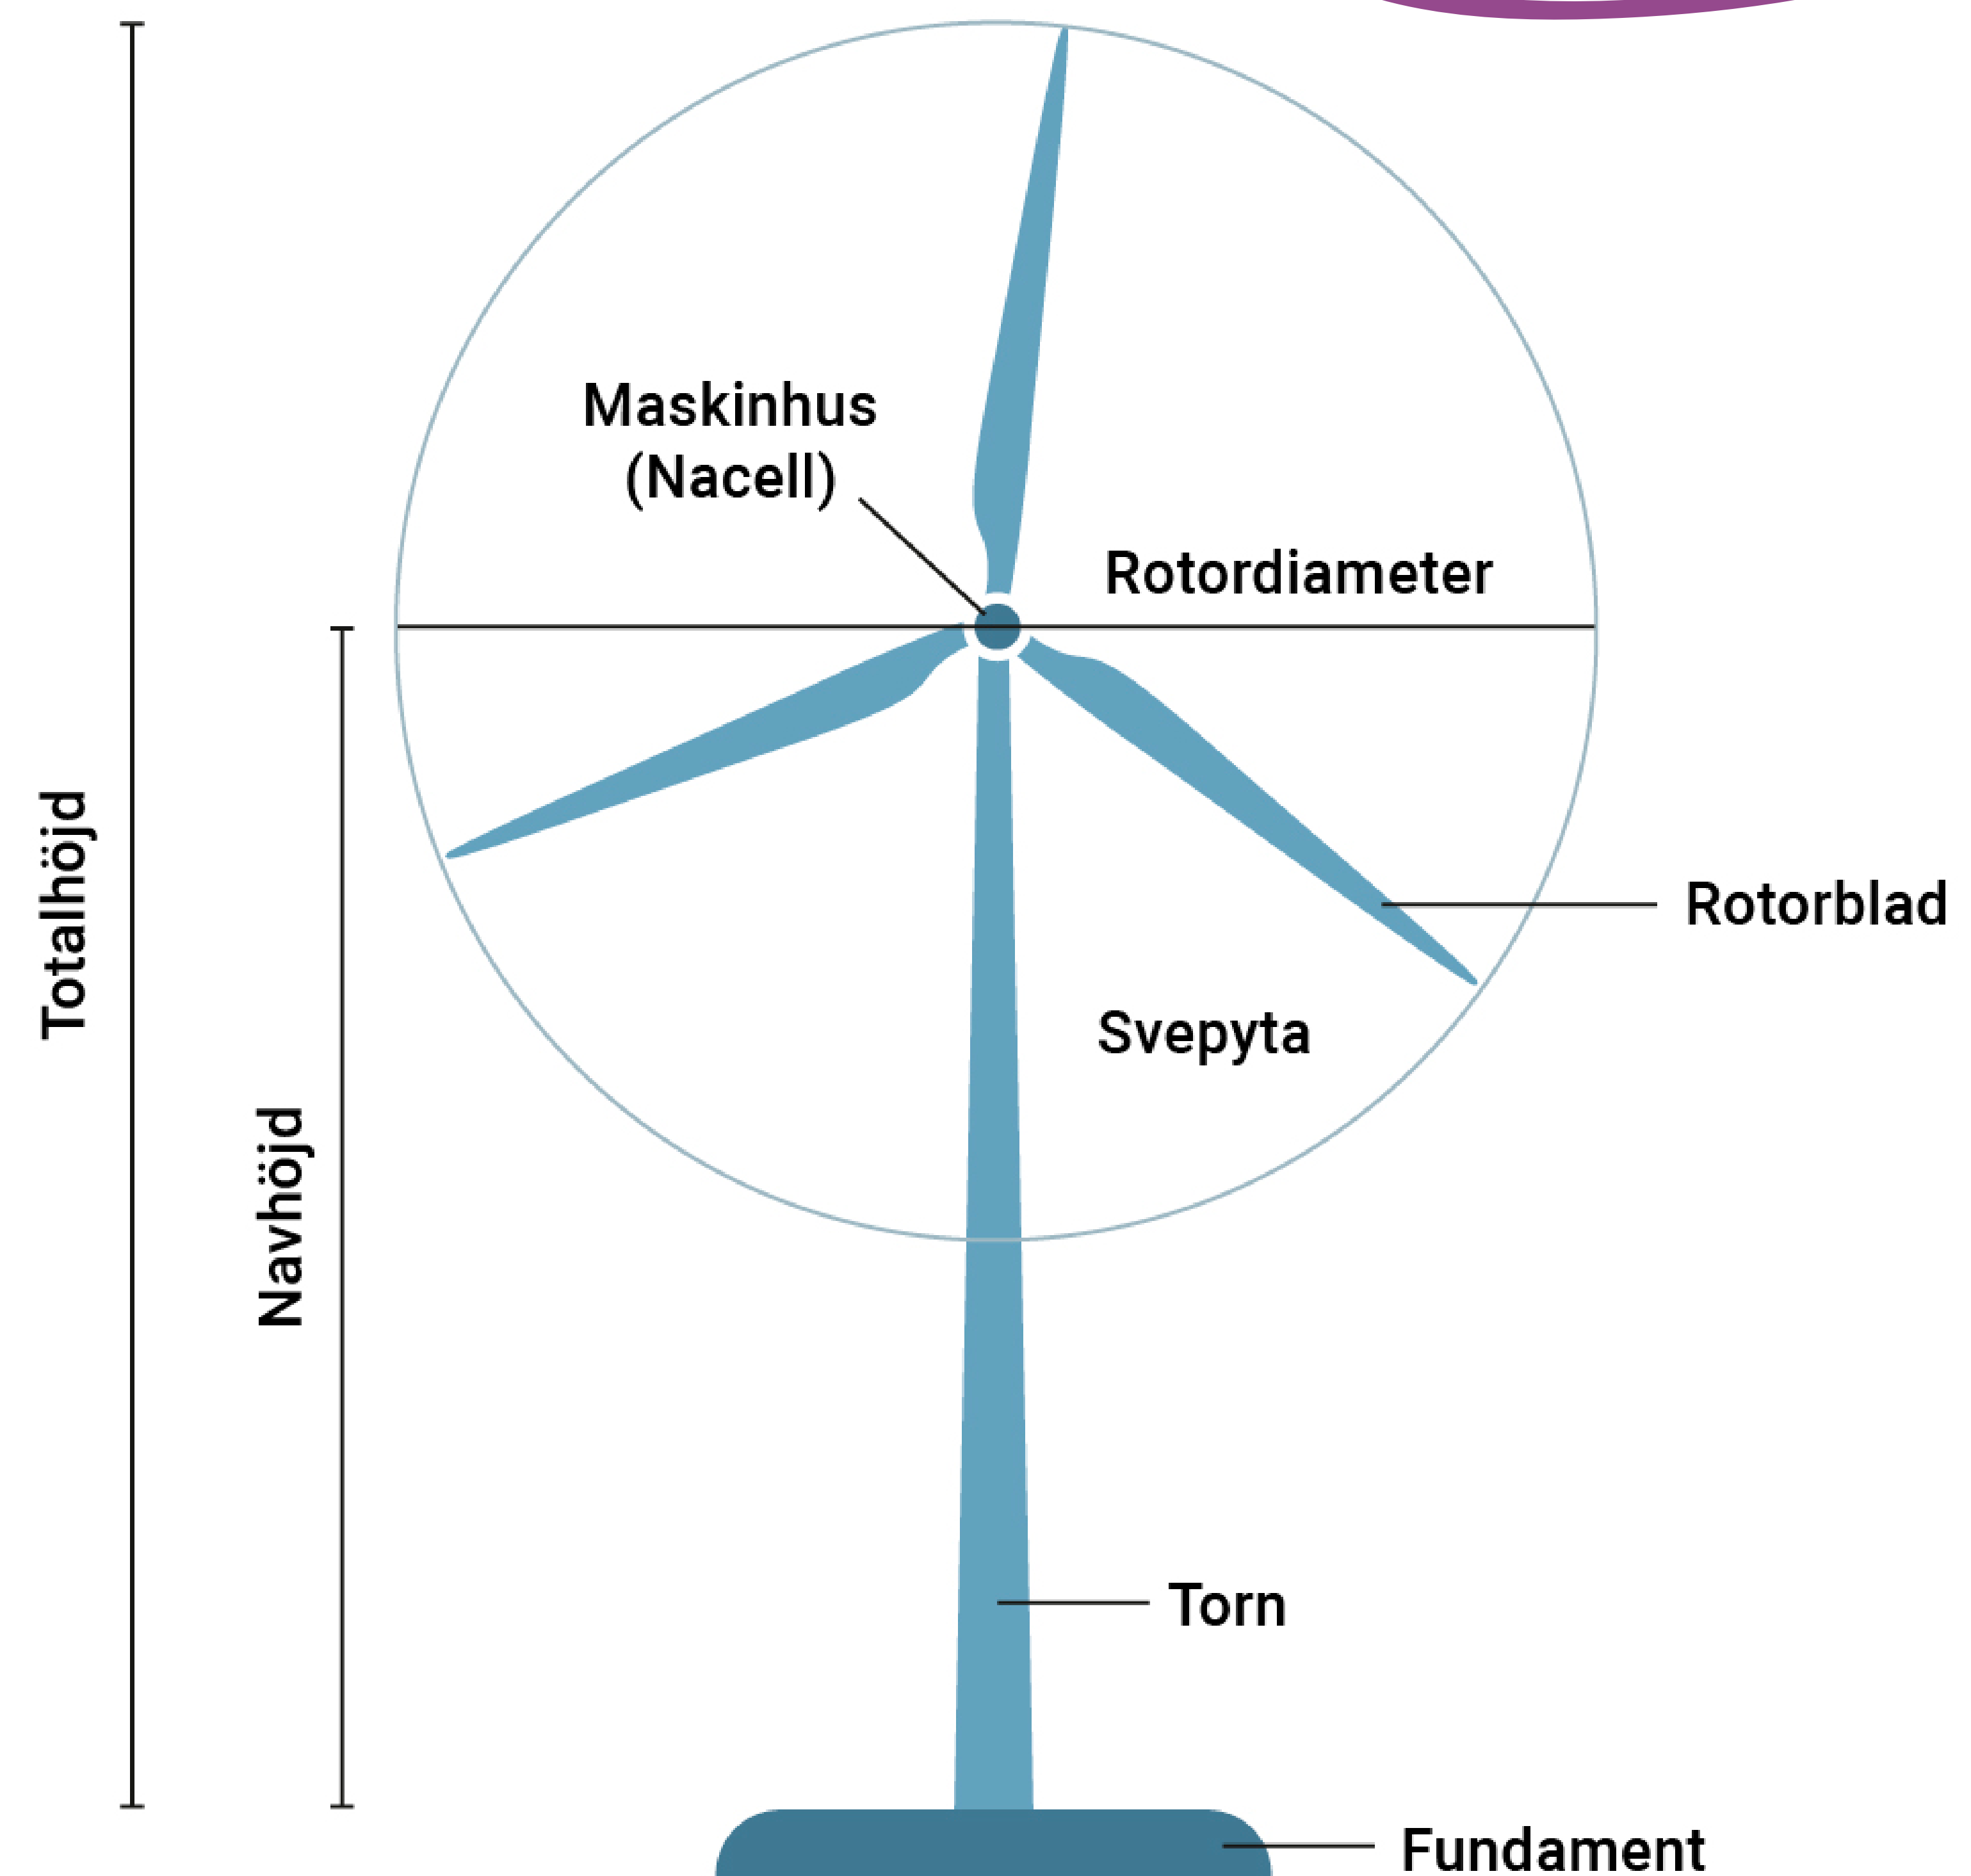 Maskinhus
(Nacell)
Rotordiameter
Totalhöjd
Rotorblad
Svepyta
Navhöjd
Torn
Fundament